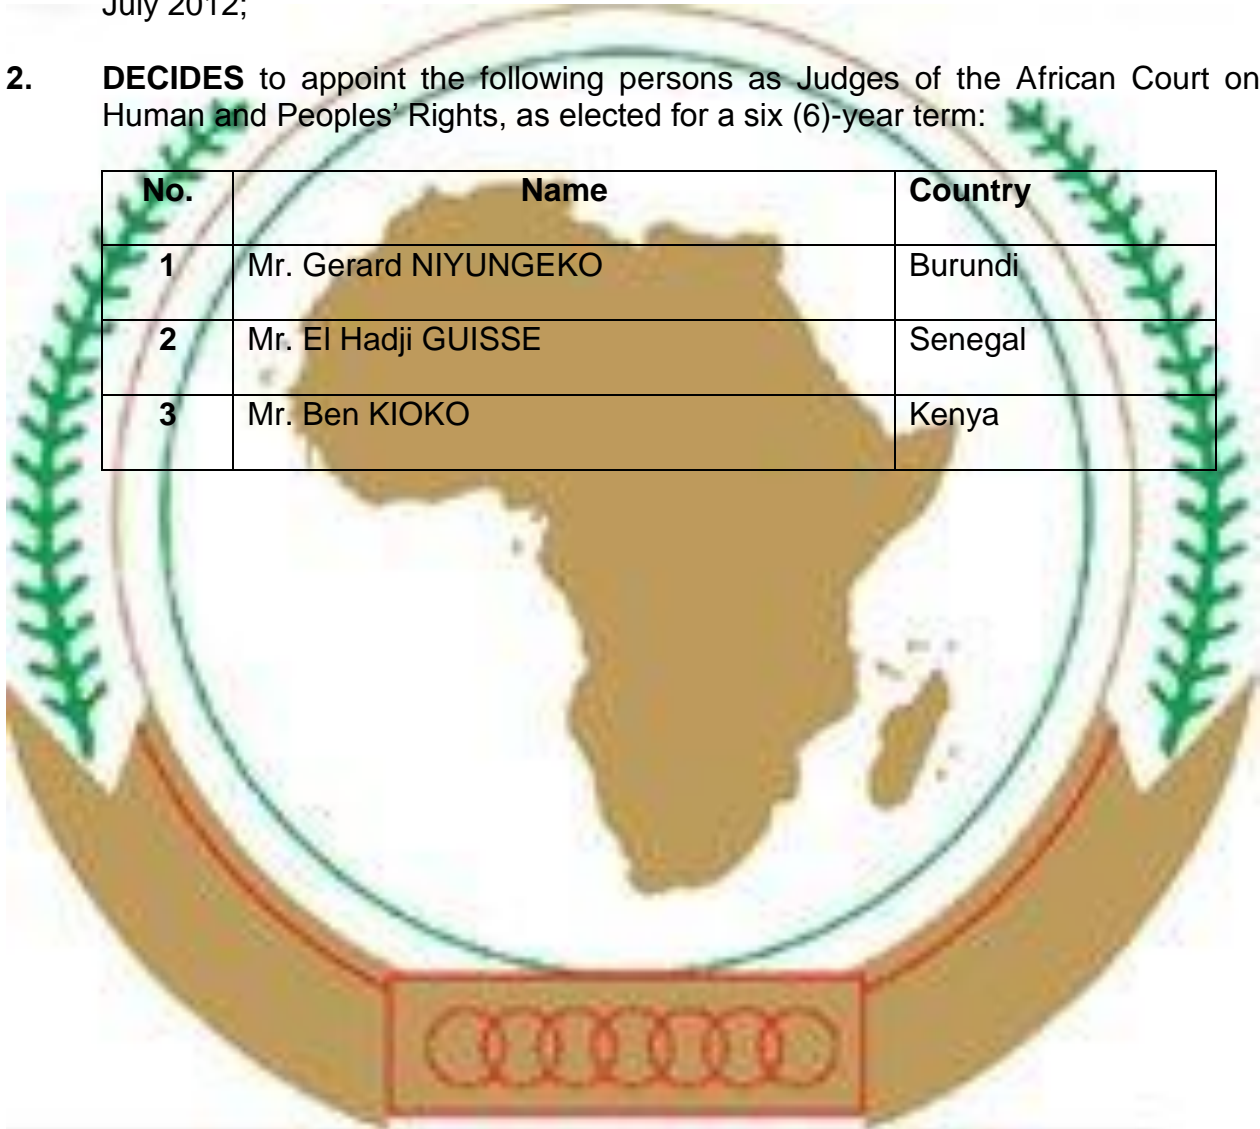 July 2012;
2. DECIDES to appoint the following persons as Judges of the African Court on
Human and Peoples’ Rights, as elected for a six (6)-year term:
No. Name Country
1 Mr. Gerard NIYUNGEKO Burundi
2 Mr. El Hadji GUISSE Senegal
3 Mr. Ben KIOKO Kenya